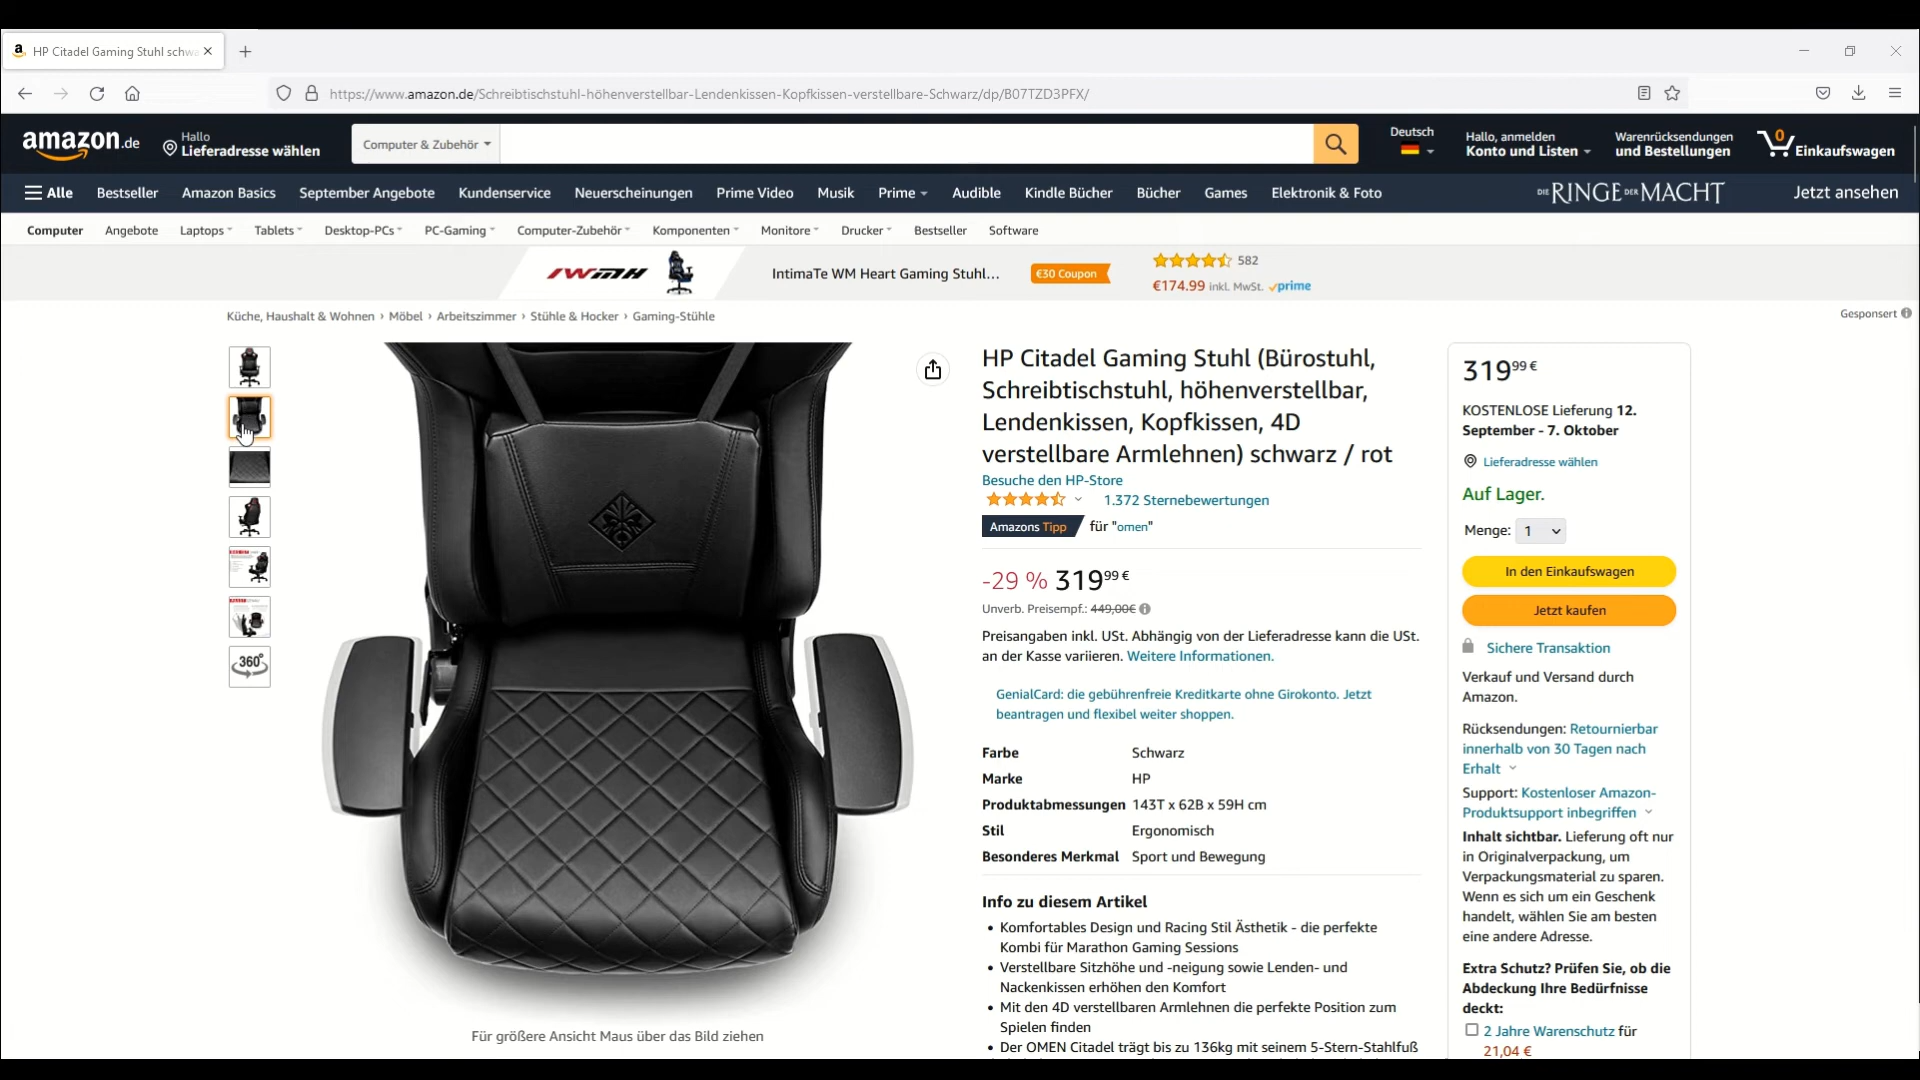 HP Citadel Gaming Stuhl schwa
https://www.amazon.de/Schreibtischstuhl-höhenverstellbar-Lendenkissen-Kopfkissen-verstellbare-Schwarz/dp/B07TZD3PFX/
amazon.de
Hallo
Lieferadresse wählen
Computer & Zubehör
Deutsch
Hallo, anmelden
Konto und Listen
Warenrücksendungen
und Bestellungen
0
Einkaufswagen
Alle Bestseller Amazon Basics September Angebote Kundenservice Neuerscheinungen Prime Video Musik Prime Audible Kindle Bücher Bücher Games Elektronik & Foto
DIE RINGE DER MACHT Jetzt ansehen
Computer Angebote Laptops Tablets Desktop-PCs PC-Gaming Computer-Zubehör Komponenten Monitore Drucker Bestseller Software
IWMH
IntimaTe WM Heart Gaming Stuhl...
€30 Coupon
582
€174.99 inkl. MwSt. prime
Küche, Haushalt & Wohnen › Möbel › Arbeitszimmer › Stühle & Hocker › Gaming-Stühle
Gesponsert
360°
Für größere Ansicht Maus über das Bild ziehen
HP Citadel Gaming Stuhl (Bürostuhl,
Schreibtischstuhl, höhenverstellbar,
Lendenkissen, Kopfkissen, 4D
verstellbare Armlehnen) schwarz / rot
Besuche den HP-Store
1.372 Sternebewertungen
Amazons Tipp für "omen"
-29 % 319⁹⁹€
Unverb. Preisempf.: 449,00€
Preisangaben inkl. USt. Abhängig von der Lieferadresse kann die USt.
an der Kasse variieren. Weitere Informationen.
GenialCard: die gebührenfreie Kreditkarte ohne Girokonto. Jetzt
beantragen und flexibel weiter shoppen.
Farbe Schwarz
Marke HP
Produktabmessungen 143T x 62B x 59H cm
Stil Ergonomisch
Besonderes Merkmal Sport und Bewegung
Info zu diesem Artikel
• Komfortables Design und Racing Stil Ästhetik - die perfekte
Kombi für Marathon Gaming Sessions
• Verstellbare Sitzhöhe und -neigung sowie Lenden- und
Nackenkissen erhöhen den Komfort
• Mit den 4D verstellbaren Armlehnen die perfekte Position zum
Spielen finden
• Der OMEN Citadel trägt bis zu 136kg mit seinem 5-Stern-Stahlfuß
319⁹⁹€
KOSTENLOSE Lieferung 12.
September - 7. Oktober
Lieferadresse wählen
Auf Lager.
Menge: 1
In den Einkaufswagen
Jetzt kaufen
Sichere Transaktion
Verkauf und Versand durch
Amazon.
Rücksendungen: Retournierbar
innerhalb von 30 Tagen nach
Erhalt
Support: Kostenloser Amazon-
Produktsupport inbegriffen
Inhalt sichtbar. Lieferung oft nur
in Originalverpackung, um
Verpackungsmaterial zu sparen.
Wenn es sich um ein Geschenk
handelt, wählen Sie am besten
eine andere Adresse.
Extra Schutz? Prüfen Sie, ob die
Abdeckung Ihre Bedürfnisse
deckt:
2 Jahre Warenschutz für
21,04 €